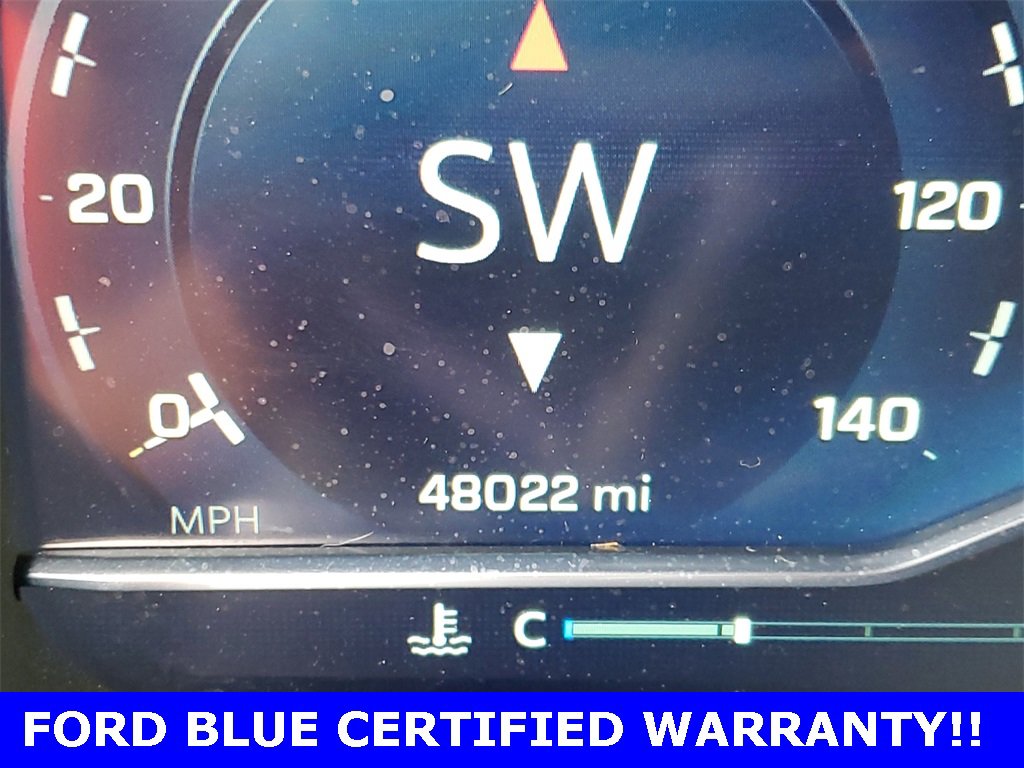 SW
20
120
0
140
48022 mi
MPH
C
FORD BLUE CERTIFIED WARRANTY!!